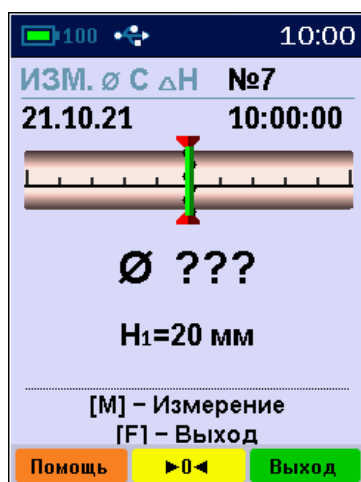 100 10:00
ИЗМ. ⌀ С △Н №7
21.10.21 10:00:00
Ø ???
Н1=20 мм
[М] – Измерение
[F] – Выход
Помощь ►0◄ Выход